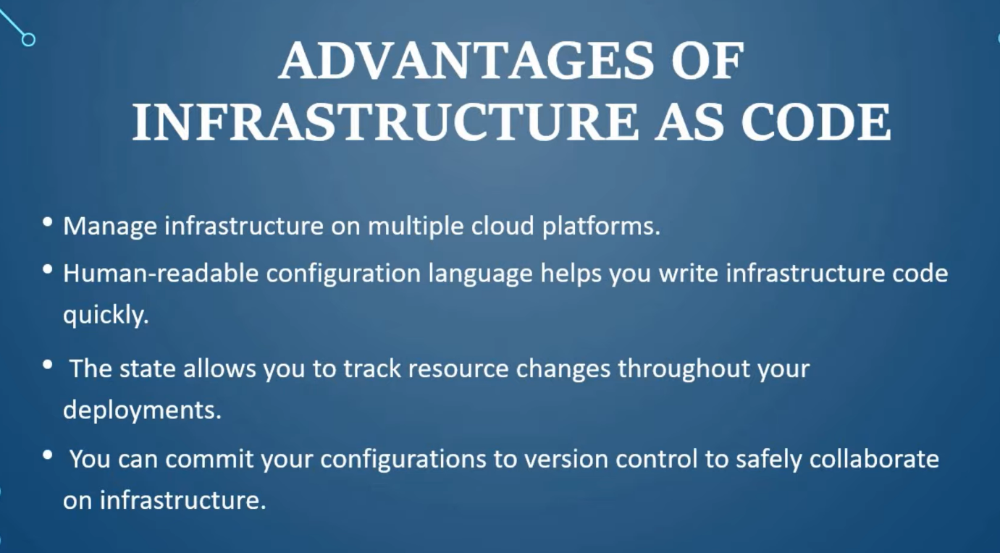 ADVANTAGES OF
INFRASTRUCTURE AS CODE
• Manage infrastructure on multiple cloud platforms.
• Human-readable configuration language helps you write infrastructure code
quickly.
• The state allows you to track resource changes throughout your
deployments.
• You can commit your configurations to version control to safely collaborate
on infrastructure.